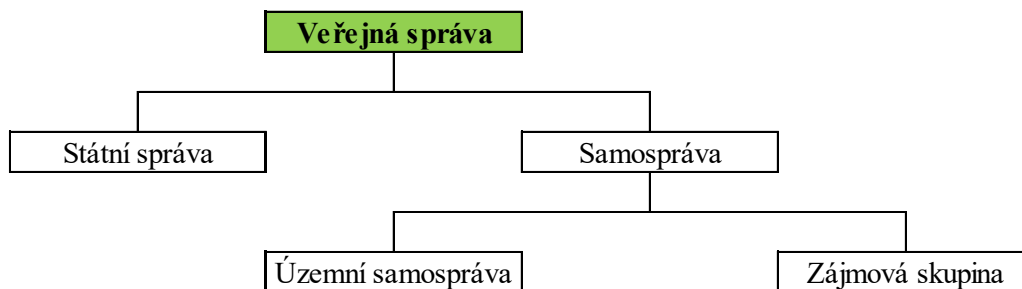 Veřejná správa
Státní správa
Samospráva
Územní samospráva
Zájmová skupina